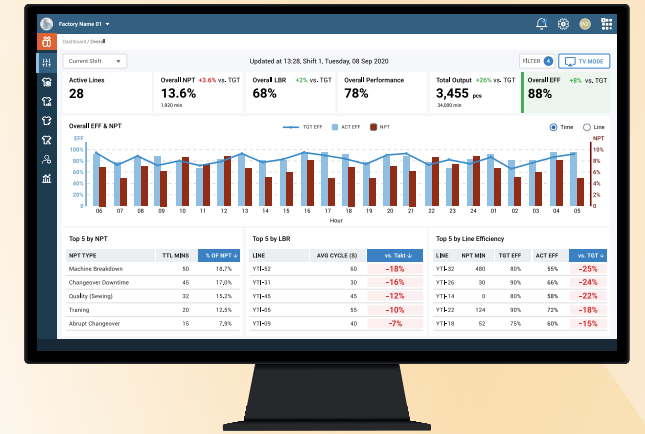 Factory Name 01
Dashboard / Overall
Current Shift
Updated at 13:28, Shift 1, Tuesday, 08 Sep 2020
FILTER 4
TV MODE
Active Lines
28
Overall NPT +3.6% vs. TGT
13.6%
1,920 min
Overall LBR +2% vs. TGT
68%
Overall Performance
78%
Total Output +26% vs. TGT
3,455 pcs
34,000 min
Overall EFF +8% vs. TGT
88%
Overall EFF & NPT
TGT EFF ACT EFF NPT
Time Line
EFF NPT
100% 10%
80% 8%
60% 6%
40% 4%
20% 2%
0 0
06 07 08 09 10 11 12 13 14 15 16 17 18 19 20 21 22 23 24 01 02 03 04 05
Hour
Top 5 by NPT
NPT TYPE TTL MINS % OF NPT ↓
Machine Breakdown 50 18,7%
Changeover Downtime 45 17,0%
Quality (Sewing) 32 15.2%
Traning 20 12,5%
Abrupt Changeover 15 7,9%
Top 5 by LBR
LINE AVG CYCLE (S) vs. Takt ↓
YTI-52 60 -18%
YTI-31 30 -16%
YTI-45 45 -12%
YTI-05 55 -10%
YTI-09 40 -7%
Top 5 by Line Efficiency
LINE NPT MIN TGT EFF ACT EFF vs. TGT ↓
YTI-32 480 80% 55% -25%
YTI-26 30 90% 66% -24%
YTI-14 0 80% 58% -22%
YTI-22 124 90% 72% -18%
YTI-18 52 75% 60% -15%